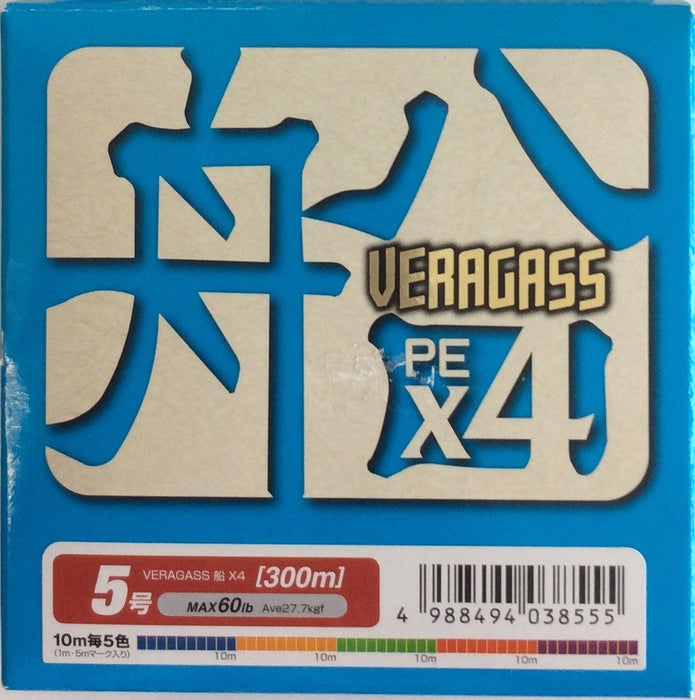 船
VERAGASS
PE
X4
5号
VERAGASS 船 X4 [300m]
MAX60lb Ave27.7kgf
4 988494 038555
10m毎5色
(1m・5mマーク入り)
10m 10m 10m 10m 10m